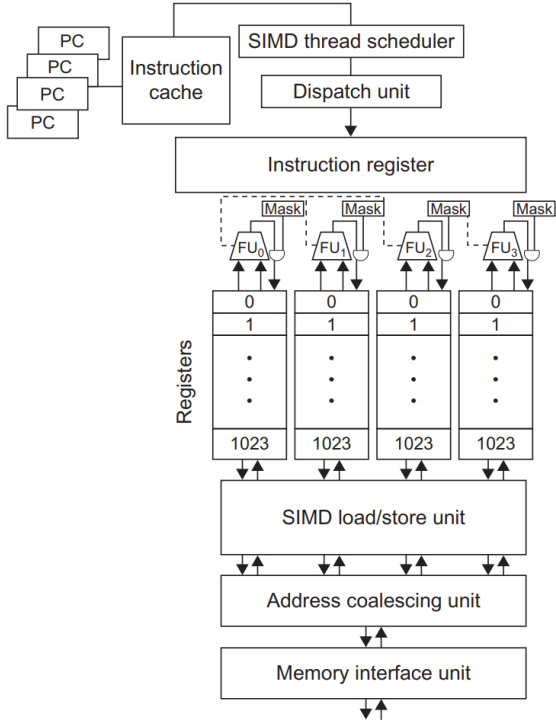 PC
PC
PC
PC
Instruction cache
SIMD thread scheduler
Dispatch unit
Instruction register
Mask Mask Mask Mask
FU0 FU1 FU2 FU3
Registers
0 0 0 0
1 1 1 1
1023 1023 1023 1023
SIMD load/store unit
Address coalescing unit
Memory interface unit